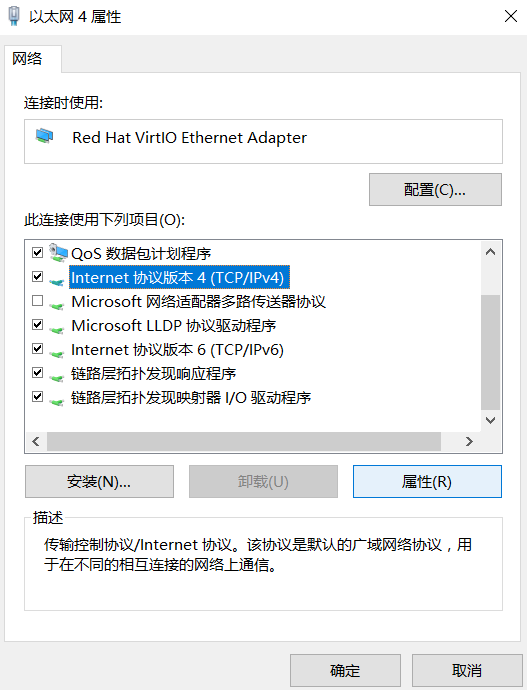 以太网 4 属性
网络
连接时使用:
Red Hat VirtIO Ethernet Adapter
配置(C)...
此连接使用下列项目(O):
QoS 数据包计划程序
Internet 协议版本 4 (TCP/IPv4)
Microsoft 网络适配器多路传送器协议
Microsoft LLDP 协议驱动程序
Internet 协议版本 6 (TCP/IPv6)
链路层拓扑发现响应程序
链路层拓扑发现映射器 I/O 驱动程序
安装(N)...
卸载(U)
属性(R)
描述
传输控制协议/Internet 协议。该协议是默认的广域网络协议，用
于在不同的相互连接的网络上通信。
确定
取消